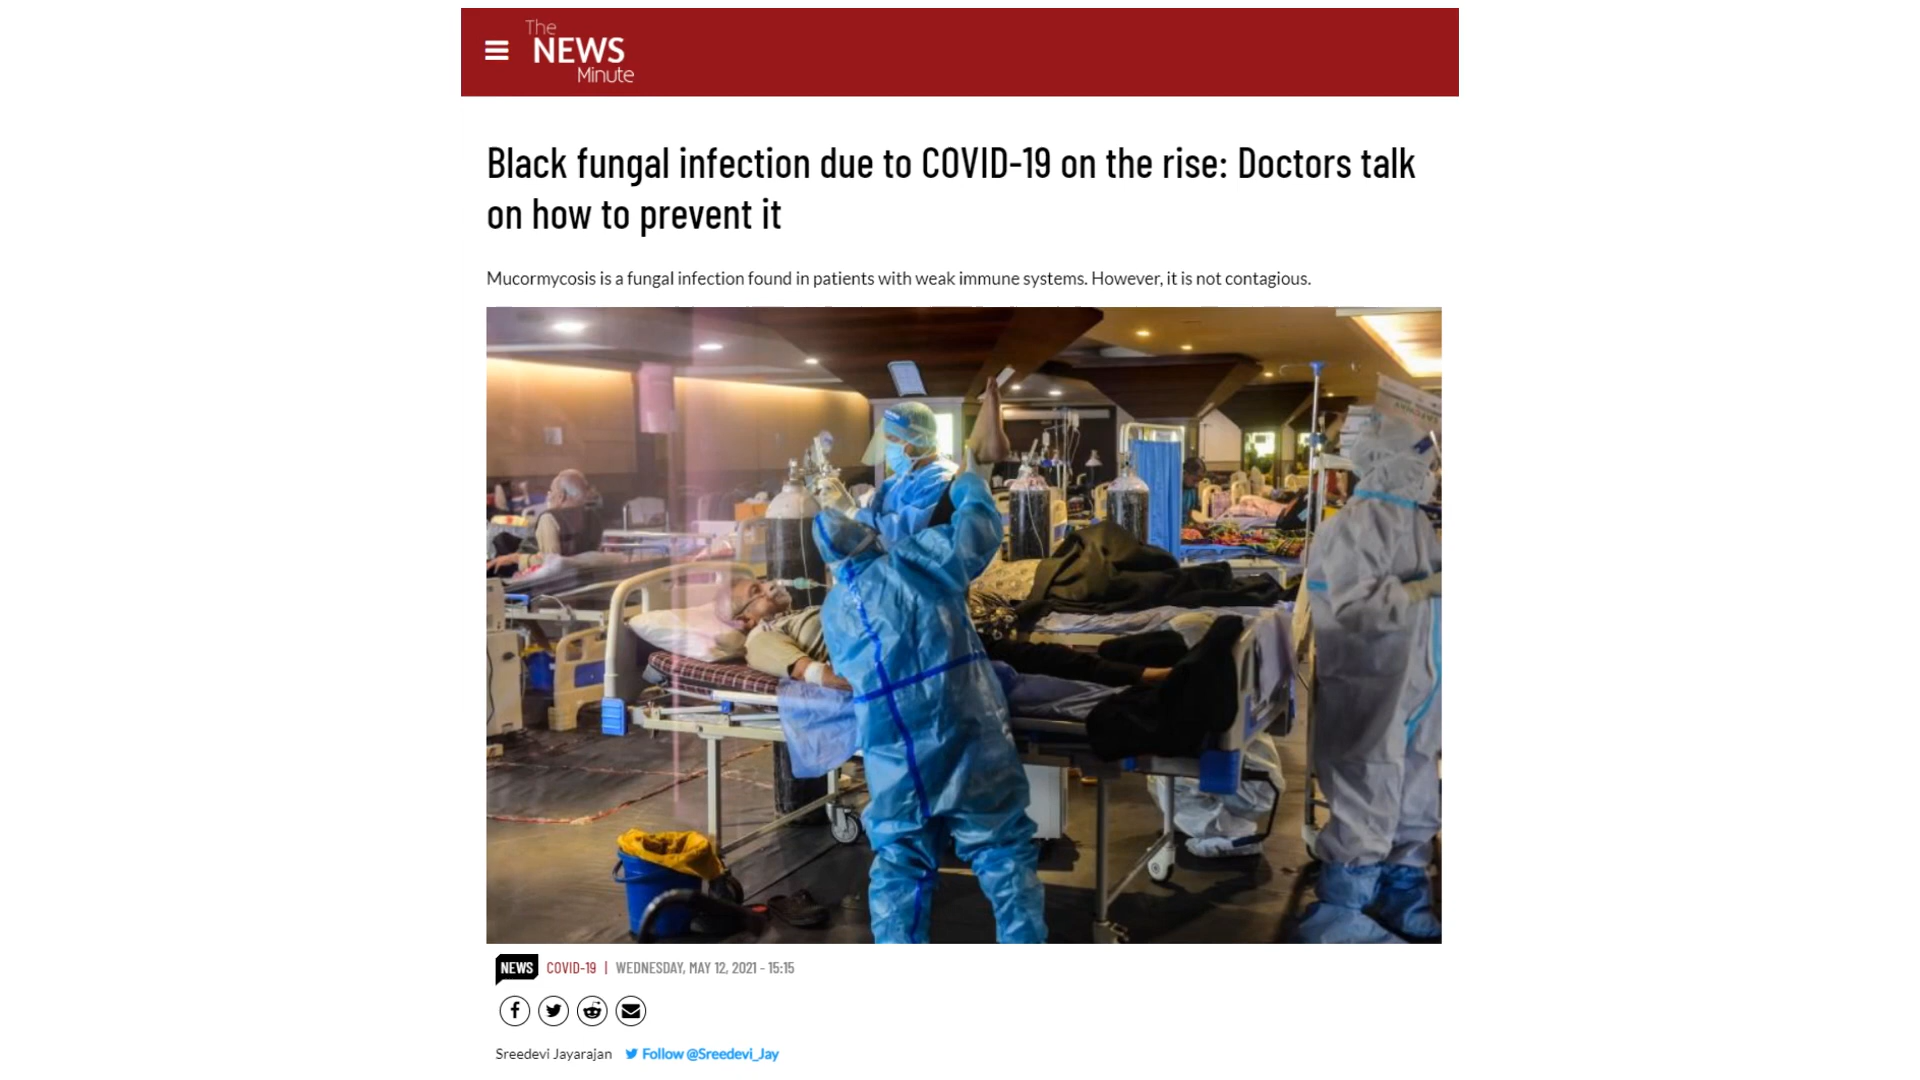 The
NEWS
Minute
Black fungal infection due to COVID-19 on the rise: Doctors talk
on how to prevent it
Mucormycosis is a fungal infection found in patients with weak immune systems. However, it is not contagious.
NEWS COVID-19 | WEDNESDAY, MAY 12, 2021 - 15:15
Sreedevi Jayarajan Follow @Sreedevi_Jay